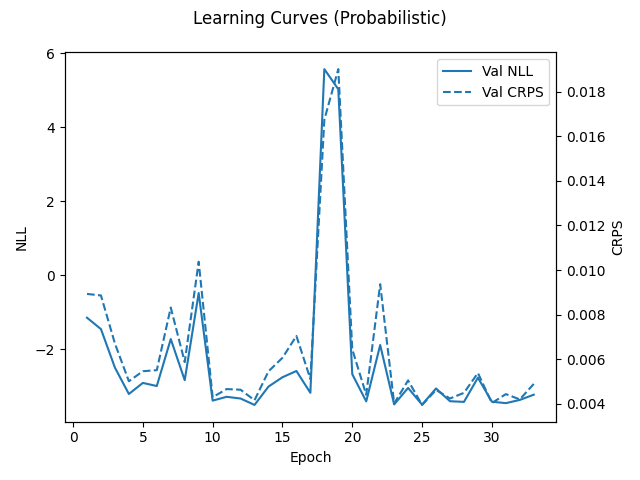 Learning Curves (Probabilistic)
Val NLL
Val CRPS
6
4
2
0
−2
NLL
0.018
0.016
0.014
0.012
0.010
0.008
0.006
0.004
CRPS
0 5 10 15 20 25 30
Epoch